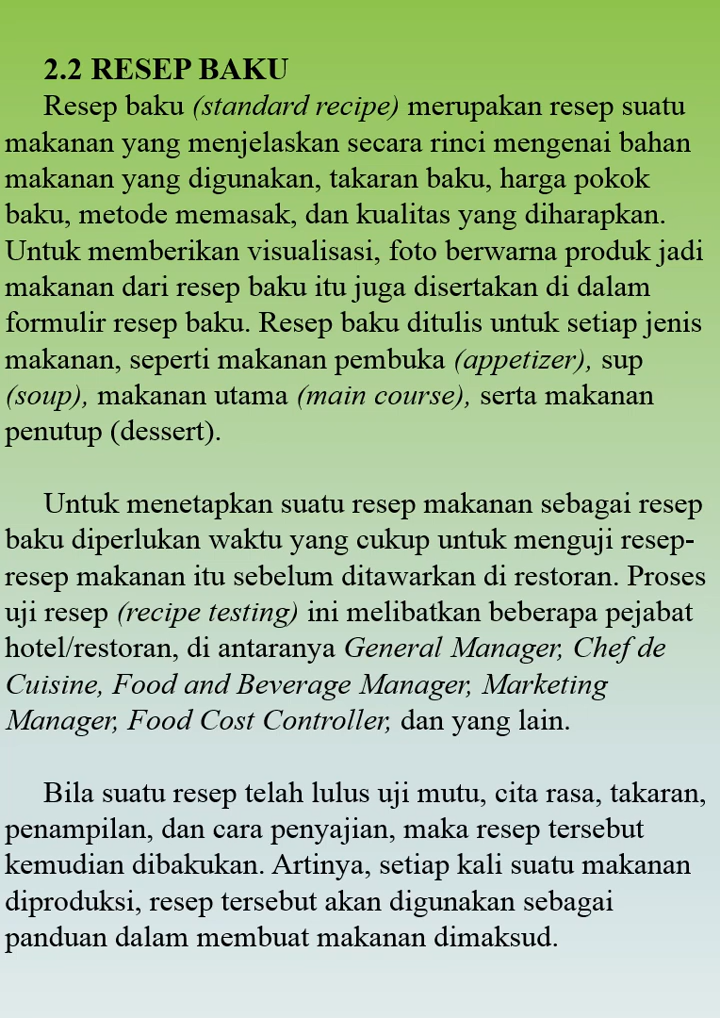 2.2 RESEP BAKU
Resep baku (standard recipe) merupakan resep suatu
makanan yang menjelaskan secara rinci mengenai bahan
makanan yang digunakan, takaran baku, harga pokok
baku, metode memasak, dan kualitas yang diharapkan.
Untuk memberikan visualisasi, foto berwarna produk jadi
makanan dari resep baku itu juga disertakan di dalam
formulir resep baku. Resep baku ditulis untuk setiap jenis
makanan, seperti makanan pembuka (appetizer), sup
(soup), makanan utama (main course), serta makanan
penutup (dessert).
Untuk menetapkan suatu resep makanan sebagai resep
baku diperlukan waktu yang cukup untuk menguji resep-
resep makanan itu sebelum ditawarkan di restoran. Proses
uji resep (recipe testing) ini melibatkan beberapa pejabat
hotel/restoran, di antaranya General Manager, Chef de
Cuisine, Food and Beverage Manager, Marketing
Manager, Food Cost Controller, dan yang lain.
Bila suatu resep telah lulus uji mutu, cita rasa, takaran,
penampilan, dan cara penyajian, maka resep tersebut
kemudian dibakukan. Artinya, setiap kali suatu makanan
diproduksi, resep tersebut akan digunakan sebagai
panduan dalam membuat makanan dimaksud.